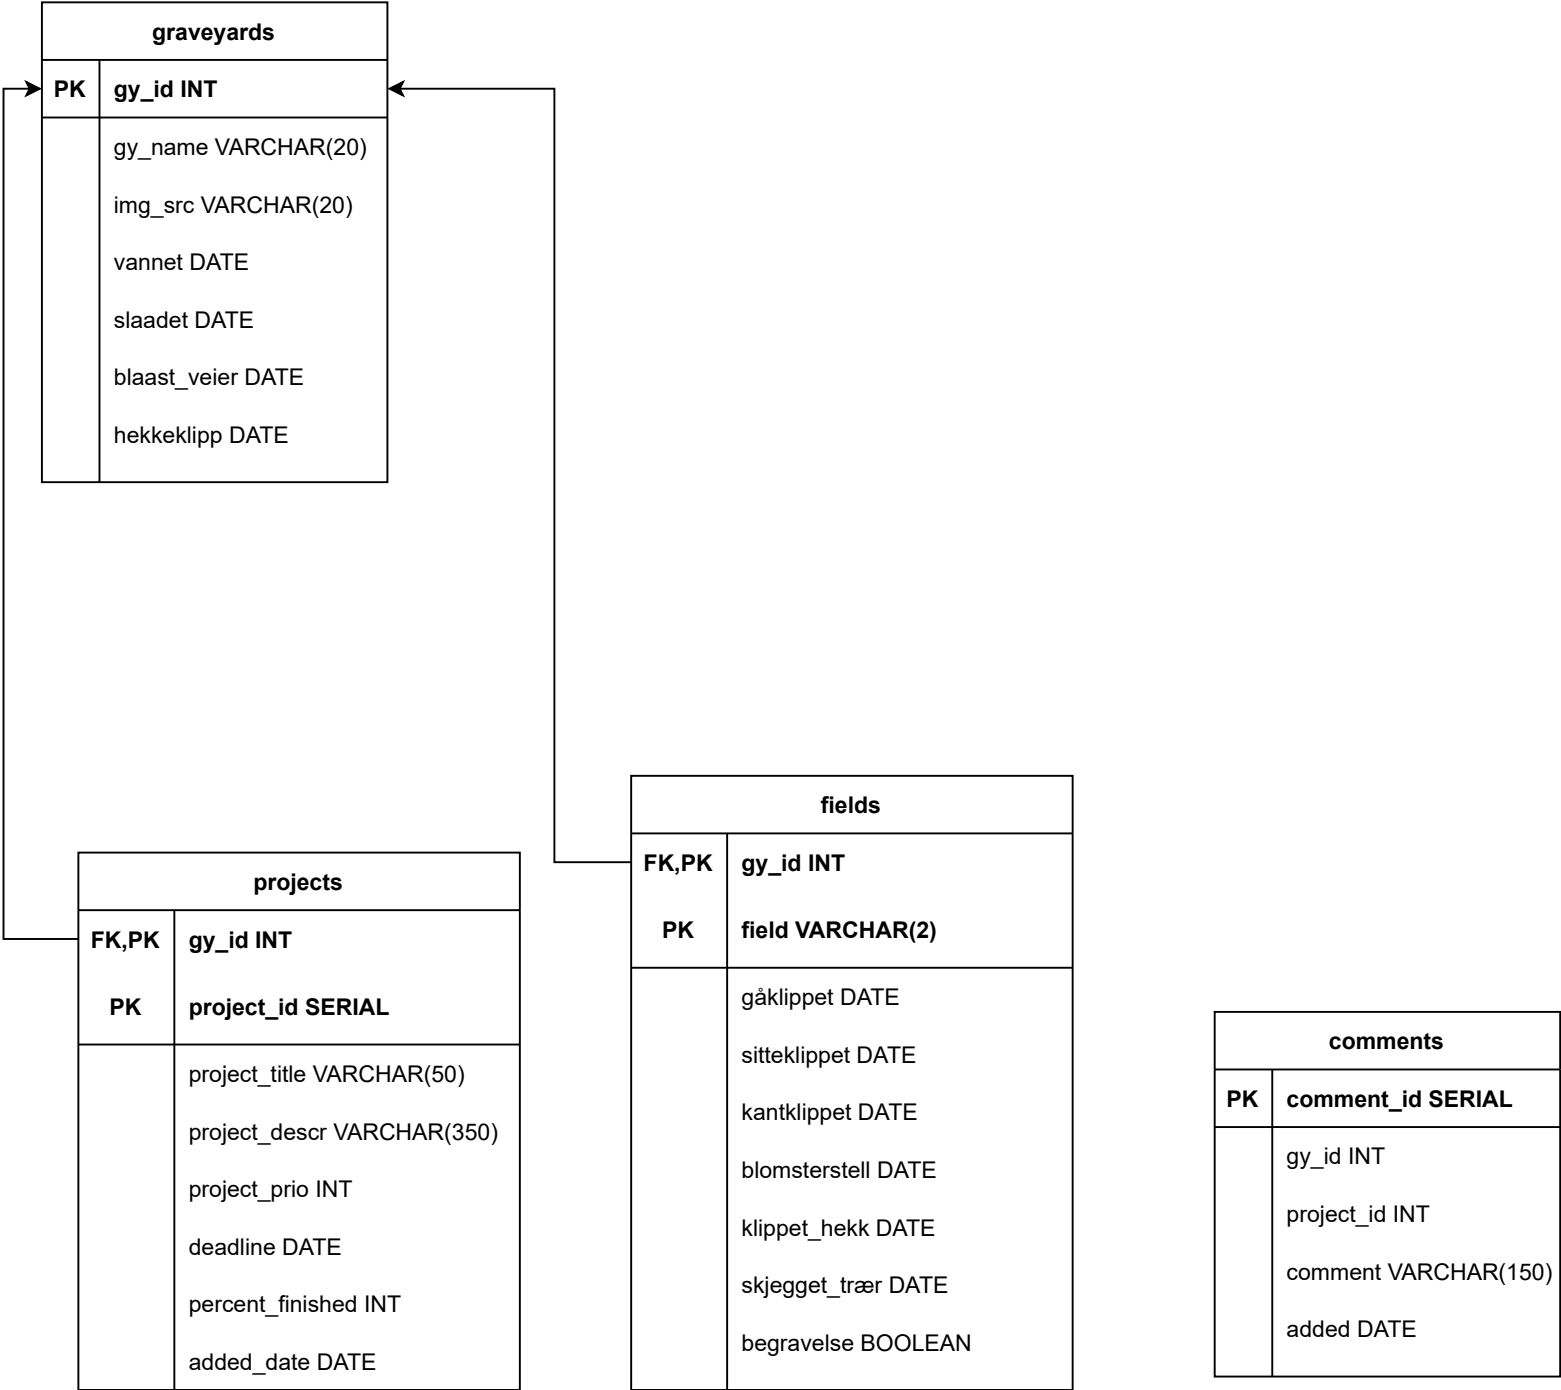 graveyards
PK gy_id INT
gy_name VARCHAR(20)
img_src VARCHAR(20)
vannet DATE
slaadet DATE
blaast_veier DATE
hekkeklipp DATE
projects
FK,PK gy_id INT
PK project_id SERIAL
project_title VARCHAR(50)
project_descr VARCHAR(350)
project_prio INT
deadline DATE
percent_finished INT
added_date DATE
fields
FK,PK gy_id INT
PK field VARCHAR(2)
gåklippet DATE
sitteklippet DATE
kantklippet DATE
blomsterstell DATE
klippet_hekk DATE
skjegget_trær DATE
begravelse BOOLEAN
comments
PK comment_id SERIAL
gy_id INT
project_id INT
comment VARCHAR(150)
added DATE